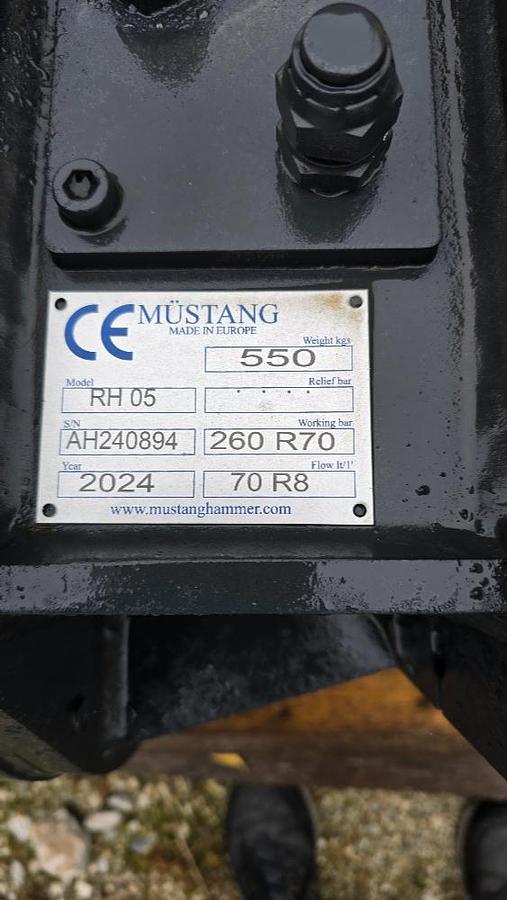 CE MÜSTANG
MADE IN EUROPE
Weight kgs
550
Model
RH 05
Relief bar
. . . .
S/N
AH240894
Working bar
260 R70
Year
2024
Flow lt/1'
70 R8
www.mustanghammer.com